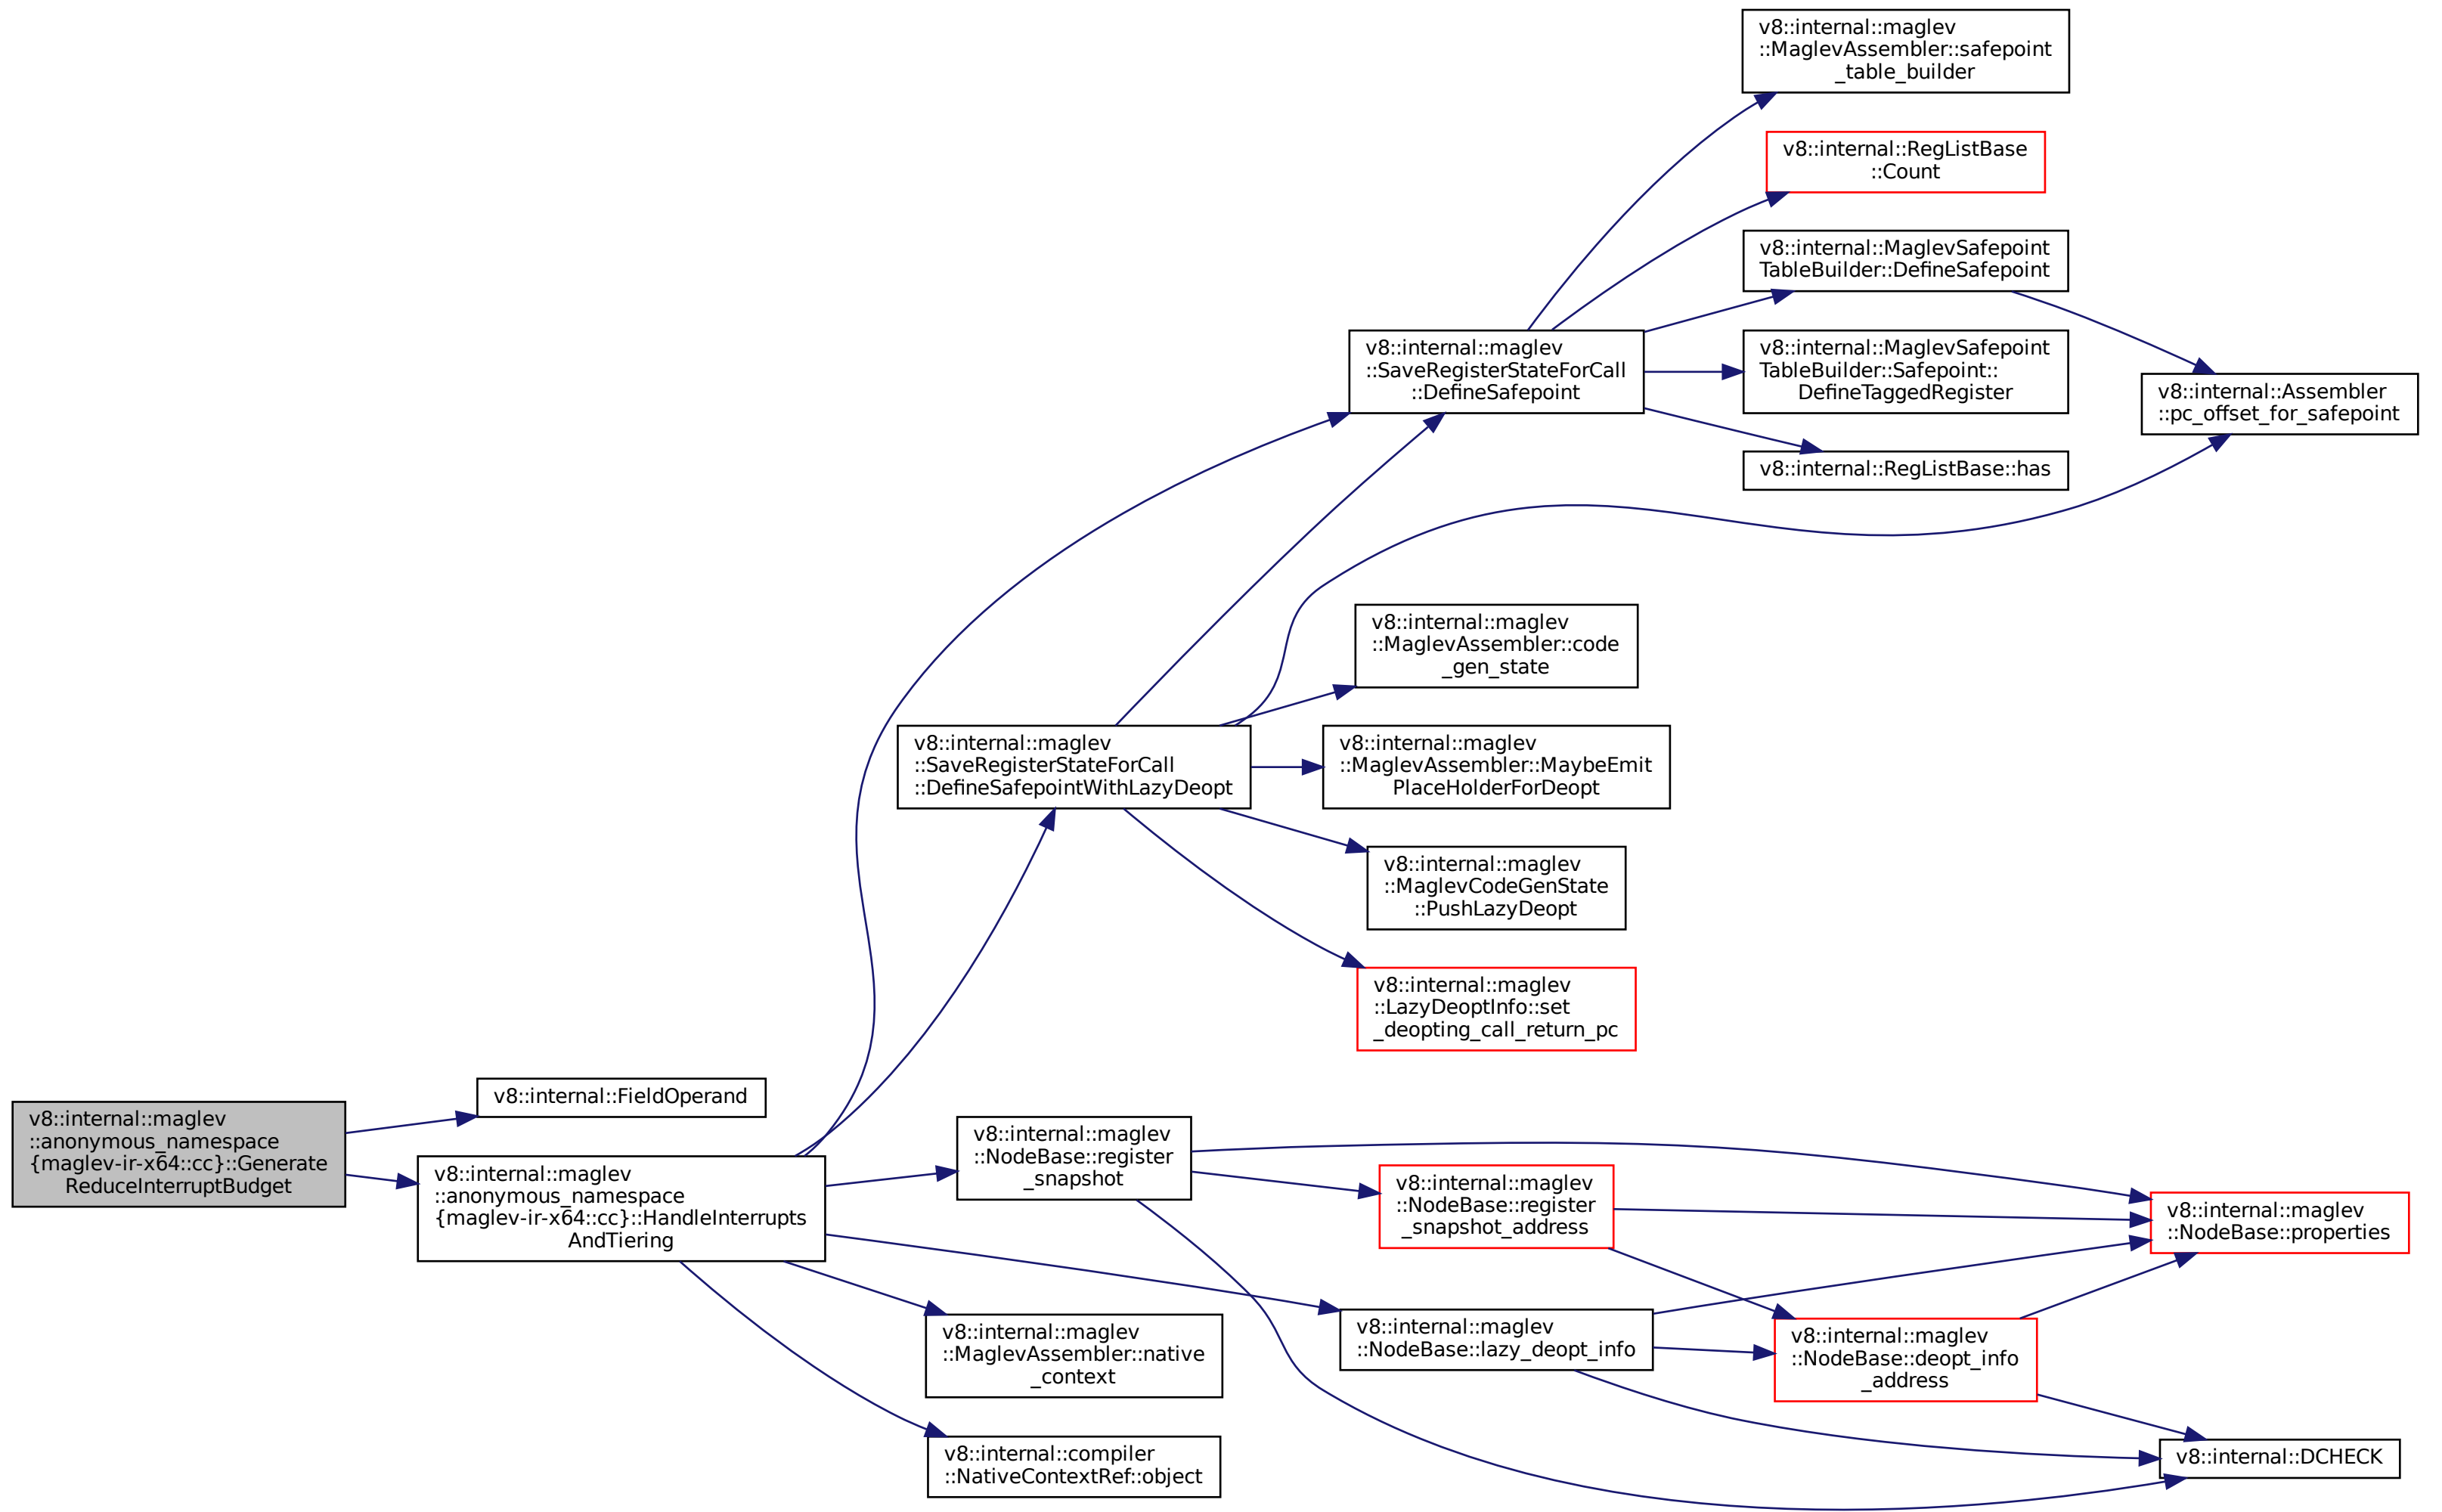 v8::internal::maglev
::MaglevAssembler::safepoint
_table_builder
v8::internal::RegListBase
::Count
v8::internal::MaglevSafepoint
TableBuilder::DefineSafepoint
v8::internal::maglev
::SaveRegisterStateForCall
::DefineSafepoint
v8::internal::MaglevSafepoint
TableBuilder::Safepoint::
DefineTaggedRegister
v8::internal::Assembler
::pc_offset_for_safepoint
v8::internal::RegListBase::has
v8::internal::maglev
::MaglevAssembler::code
_gen_state
v8::internal::maglev
::SaveRegisterStateForCall
::DefineSafepointWithLazyDeopt
v8::internal::maglev
::MaglevAssembler::MaybeEmit
PlaceHolderForDeopt
v8::internal::maglev
::MaglevCodeGenState
::PushLazyDeopt
v8::internal::maglev
::LazyDeoptInfo::set
_deopting_call_return_pc
v8::internal::FieldOperand
v8::internal::maglev
::anonymous_namespace
{maglev-ir-x64::cc}::Generate
ReduceInterruptBudget
v8::internal::maglev
::anonymous_namespace
{maglev-ir-x64::cc}::HandleInterrupts
AndTiering
v8::internal::maglev
::NodeBase::register
_snapshot
v8::internal::maglev
::NodeBase::register
_snapshot_address
v8::internal::maglev
::NodeBase::properties
v8::internal::maglev
::MaglevAssembler::native
_context
v8::internal::maglev
::NodeBase::lazy_deopt_info
v8::internal::maglev
::NodeBase::deopt_info
_address
v8::internal::compiler
::NativeContextRef::object
v8::internal::DCHECK